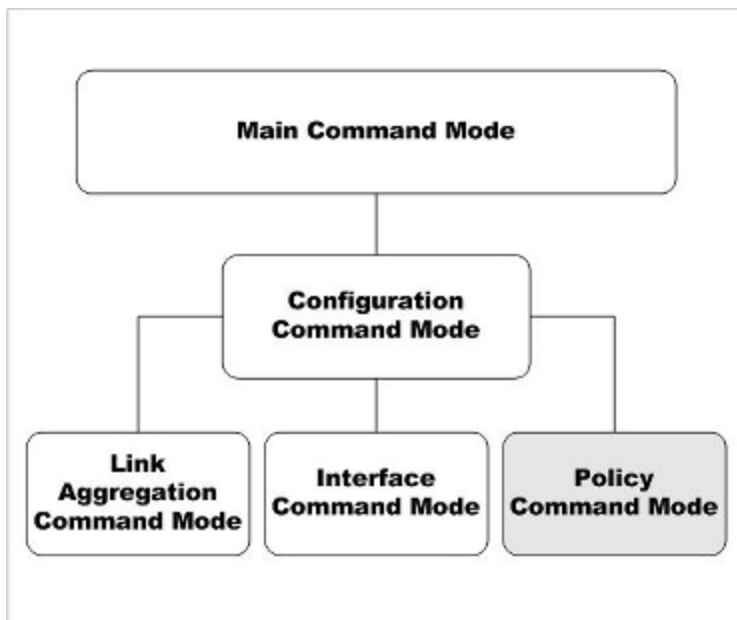 Main Command Mode
Configuration
Command Mode
Link
Aggregation
Command Mode
Interface
Command Mode
Policy
Command Mode